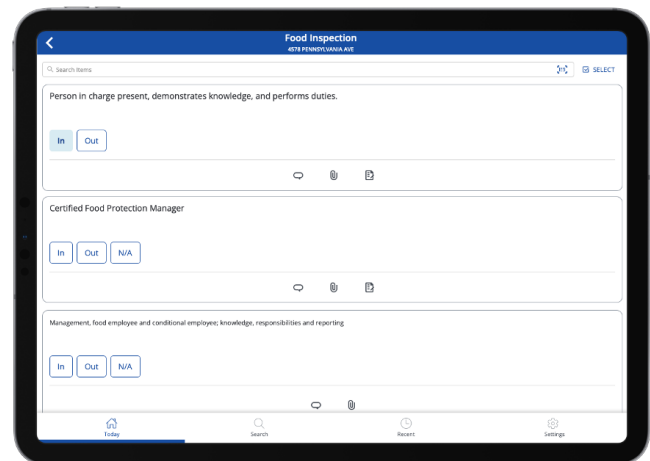 Food Inspection
4578 PENNSYLVANIA AVE
Search Items
SELECT
Person in charge present, demonstrates knowledge, and performs duties.
In Out
Certified Food Protection Manager
In Out N/A
Management, food employee and conditional employee; knowledge, responsibilities and reporting
In Out N/A
Today Search Recent Settings